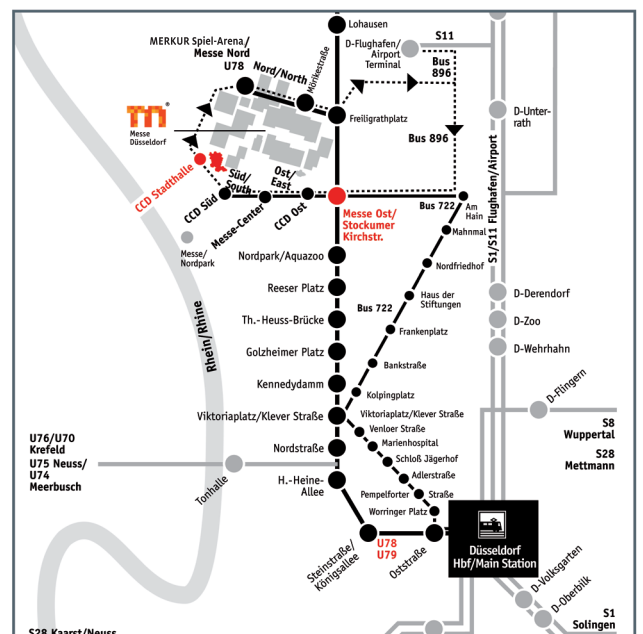 Lohausen
S11
MERKUR Spiel-Arena/
Messe Nord
U78
D-Flughafen/
Airport
Terminal
Bus
896
Nord/North
Mörikestraße
Freiligrathplatz
D-Unter-
rath
Messe
Düsseldorf
Bus 896
CCD Stadthalle
Süd/
South
Ost/
East
CCD Süd
Messe-Center
CCD Ost
Messe Ost/
Stockumer
Kirchstr.
Bus 722
Am
Hain
S1/S11 Flughafen/Airport
Mahnmal
Messe/
Nordpark
Nordpark/Aquazoo
Nordfriedhof
Reeser Platz
Haus der
Stiftungen
D-Derendorf
Rhein/Rhine
Bus 722
Th.-Heuss-Brücke
Frankenplatz
D-Zoo
Golzheimer Platz
D-Wehrhahn
Bankstraße
Kennedydamm
Kolpingplatz
D-Flingern
Viktoriaplatz/Klever Straße
Viktoriaplatz/Klever Straße
S8
Wuppertal
Venloer Straße
U76/U70
Krefeld
U75 Neuss/
U74
Meerbusch
Nordstraße
Marienhospital
S28
Mettmann
Schloß Jägerhof
Tonhalle
H.-Heine-
Allee
Adlerstraße
Pempelforter Straße
Worringer Platz
U78
U79
Steinstraße/
Königsallee
Oststraße
Düsseldorf
Hbf/Main Station
D-Volksgarten
D-Oberbilk
S1
Solingen
S28 Kaarst/Neuss